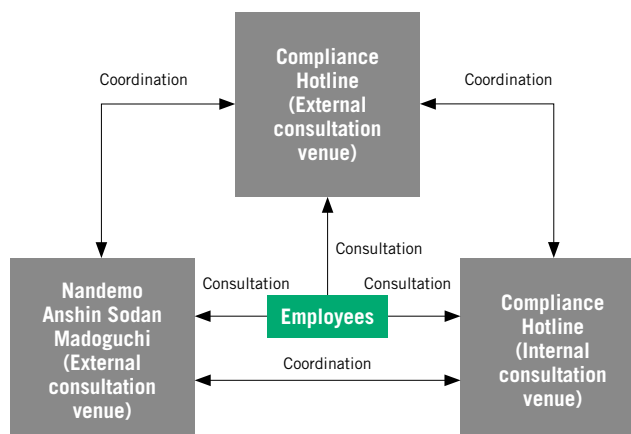 Compliance
Hotline
(External
consultation
venue)
Coordination
Coordination
Consultation
Nandemo
Anshin Sodan
Madoguchi
(External
consultation
venue)
Consultation
Employees
Consultation
Compliance
Hotline
(Internal
consultation
venue)
Coordination